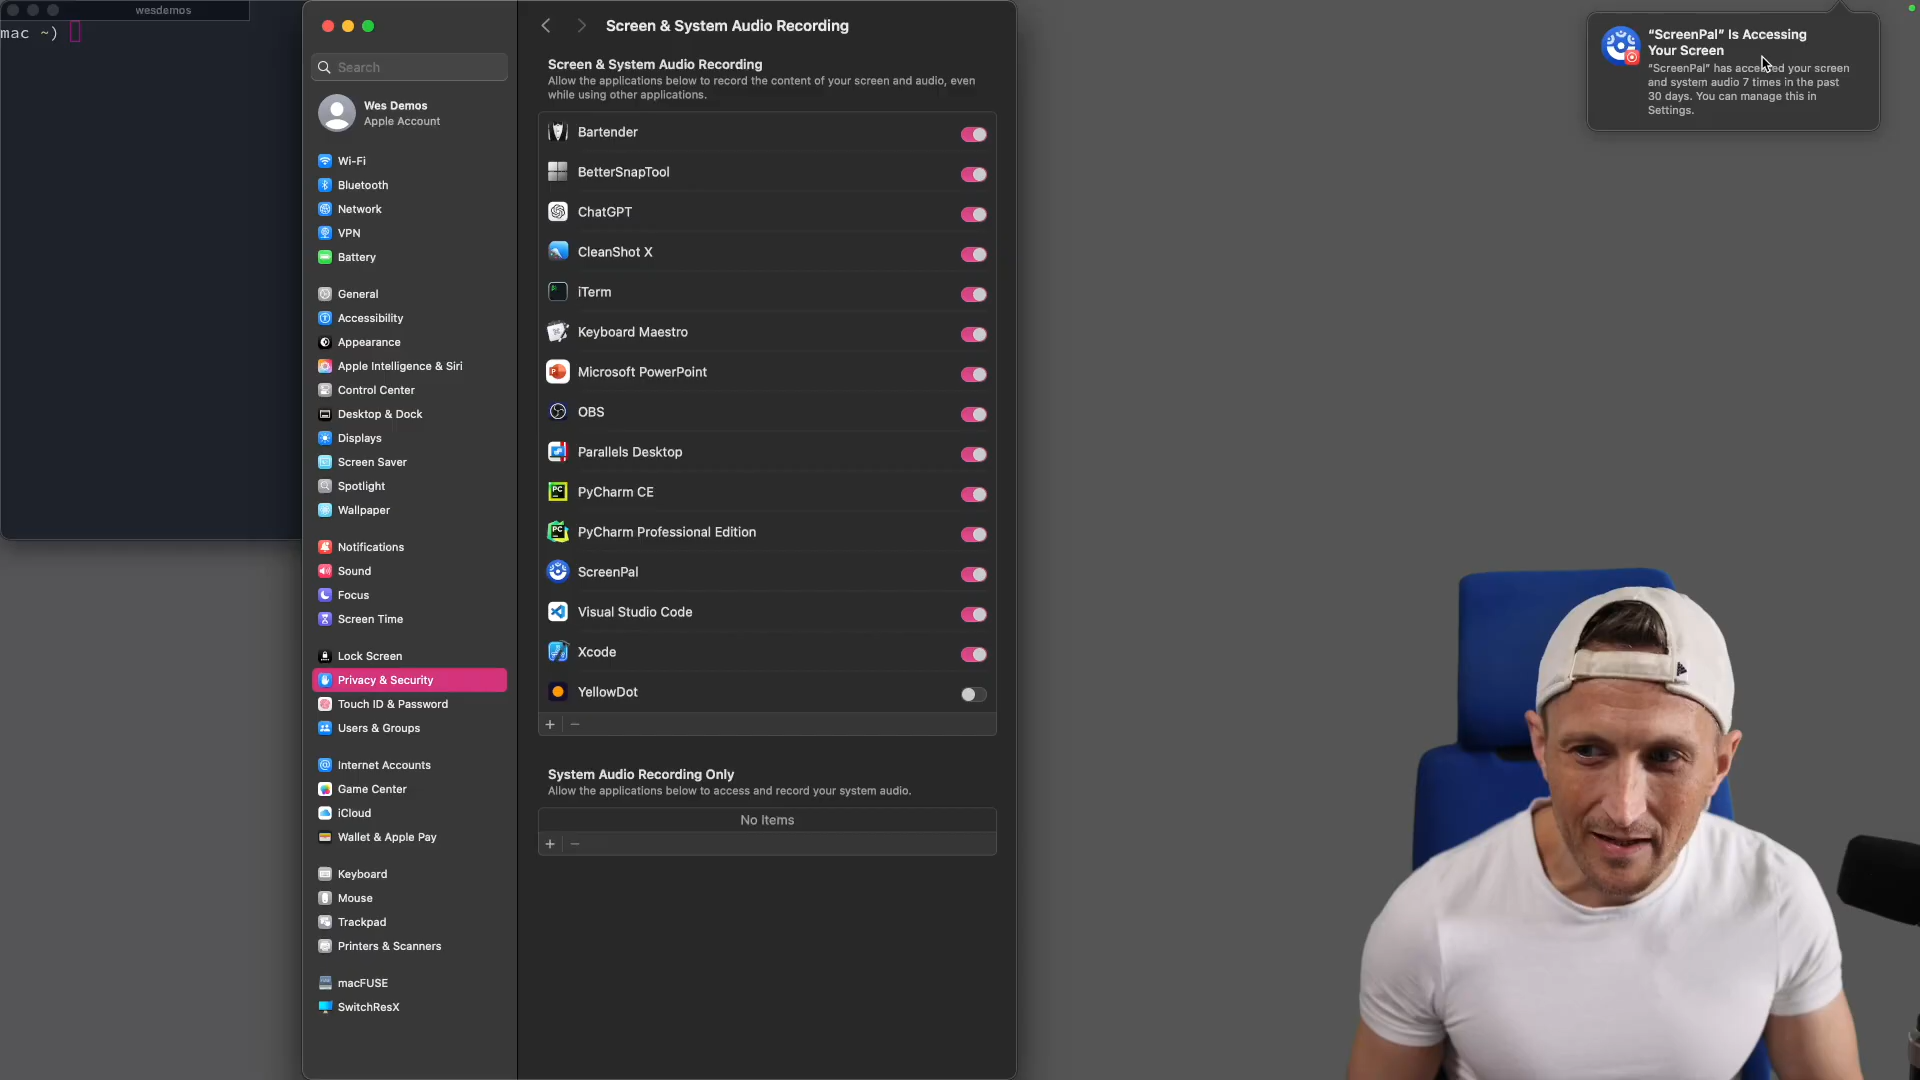 wesdemos
mac ~)
Search
Wes Demos
Apple Account
Wi-Fi
Bluetooth
Network
VPN
Battery
General
Accessibility
Appearance
Apple Intelligence & Siri
Control Center
Desktop & Dock
Displays
Screen Saver
Spotlight
Wallpaper
Notifications
Sound
Focus
Screen Time
Lock Screen
Privacy & Security
Touch ID & Password
Users & Groups
Internet Accounts
Game Center
iCloud
Wallet & Apple Pay
Keyboard
Mouse
Trackpad
Printers & Scanners
macFUSE
SwitchResX
Screen & System Audio Recording
Screen & System Audio Recording
Allow the applications below to record the content of your screen and audio, even
while using other applications.
Bartender
BetterSnapTool
ChatGPT
CleanShot X
iTerm
Keyboard Maestro
Microsoft PowerPoint
OBS
Parallels Desktop
PyCharm CE
PyCharm Professional Edition
ScreenPal
Visual Studio Code
Xcode
YellowDot
System Audio Recording Only
Allow the applications below to access and record your system audio.
No Items
“ScreenPal” Is Accessing
Your Screen
“ScreenPal” has accessed your screen
and system audio 7 times in the past
30 days. You can manage this in
Settings.